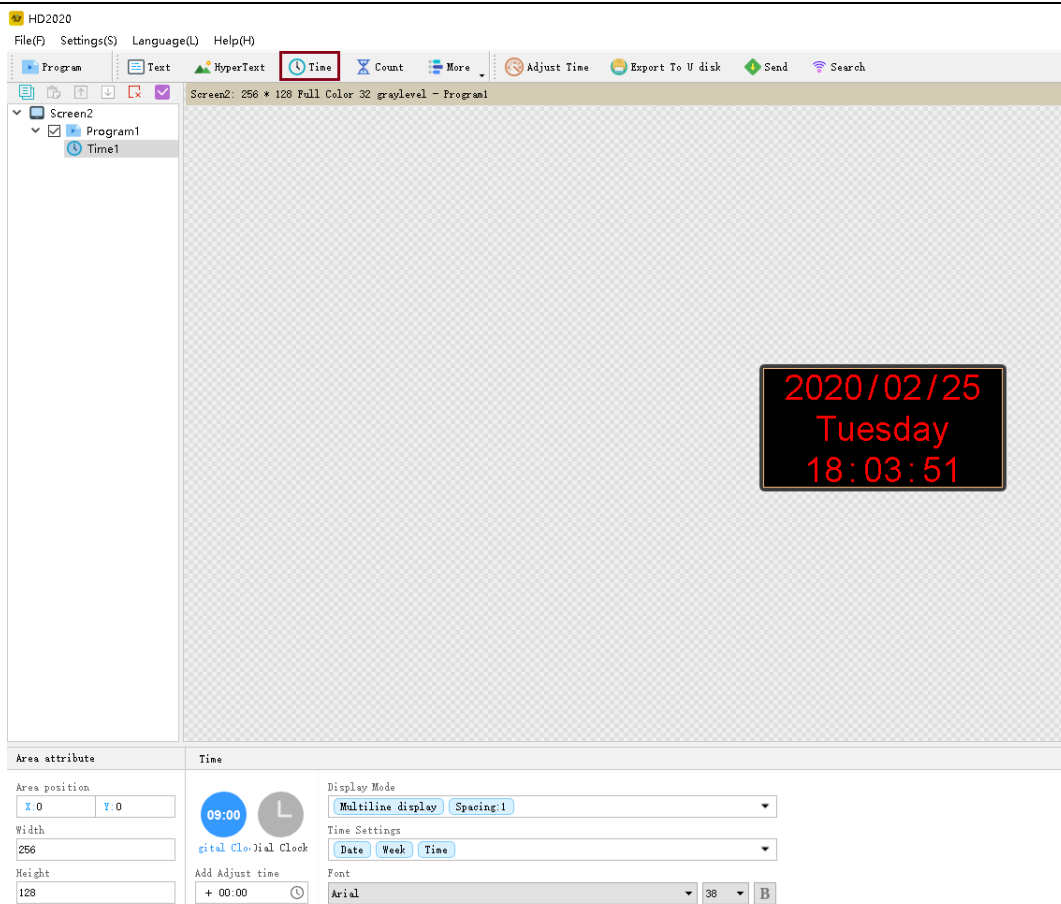 HD2020
File(F) Settings(S) Language(L) Help(H)
Program Text HyperText Time Count More Adjust Time Export To U disk Send Search
Screen2: 256 * 128 Full Color 32 graylevel - Program1
Screen2
Program1
Time1
2020/02/25
Tuesday
18:03:51
Area attribute Time
Area position
X:0 Y:0
Width
256
Height
128
09:00
gital Clo Dial Clock
Add Adjust time
+ 00:00
Display Mode
Multiline display Spacing:1
Time Settings
Date Week Time
Font
Arial 38 B